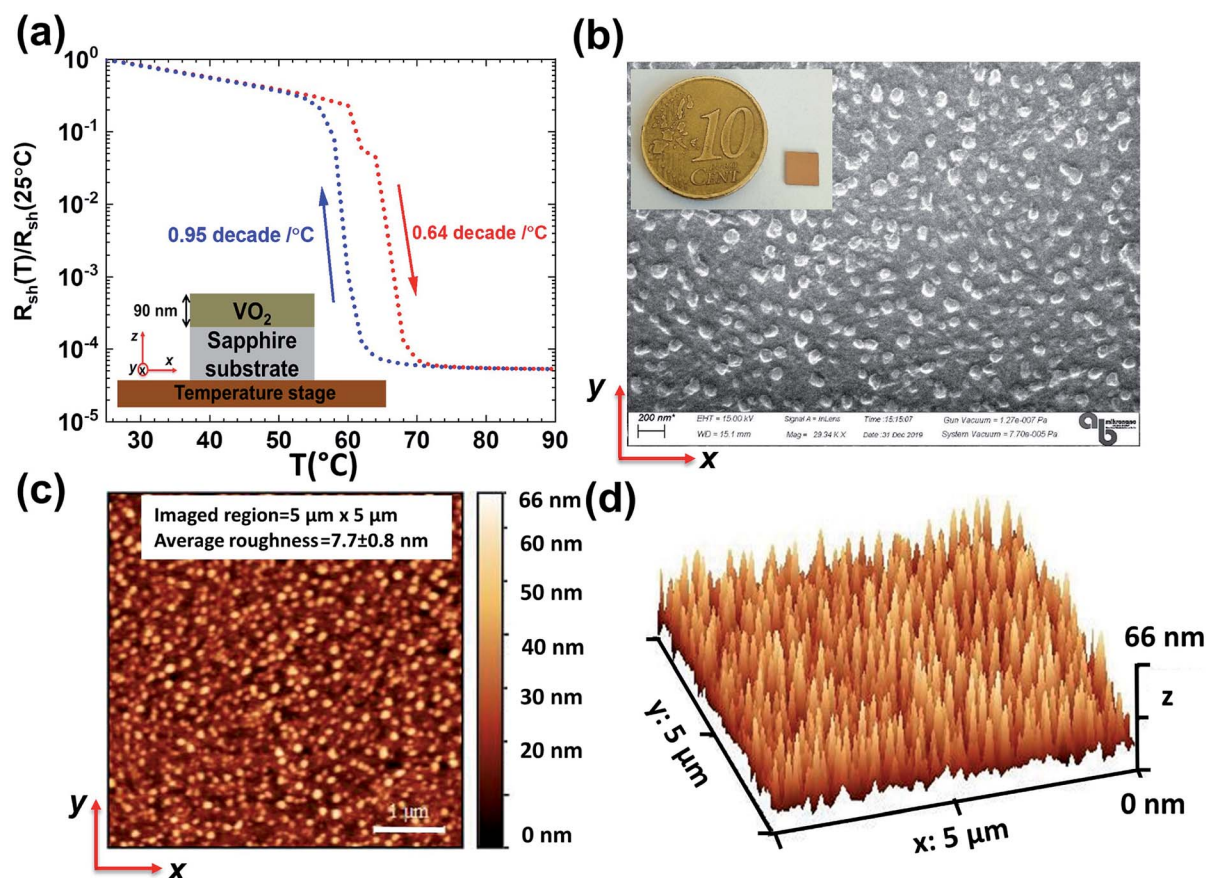 (a)
R_sh(T)/R_sh(25°C)
10^0
10^-1
10^-2
10^-3
10^-4
10^-5
0.95 decade /°C
0.64 decade /°C
90 nm
VO₂
Sapphire
substrate
Temperature stage
z
y
x
x
30
40
50
60
70
80
90
T(°C)
(b)
10
CENT
200 nm*
EHT = 15.00 kV
Signal A = InLens
Time :15:15:07
Gun Vacuum = 1.27e-007 Pa
WD = 15.1 mm
Mag = 29.34 K X
Date :31 Dec 2019
System Vacuum = 7.70e-005 Pa
ab
mikronano
y
x
(c)
Imaged region=5 μm x 5 μm
Average roughness=7.7±0.8 nm
1 μm
y
x
66 nm
60 nm
50 nm
40 nm
30 nm
20 nm
0 nm
(d)
66 nm
z
0 nm
y: 5 μm
x: 5 μm